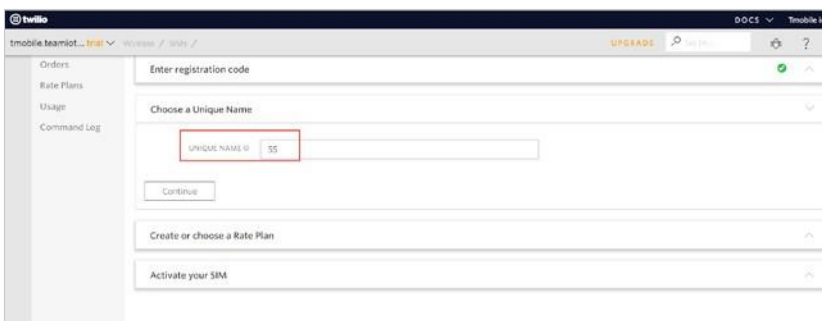 twilio
DOCS
Tmobile i
tmobile.teamiot... trial
/ SIMs /
UPGRADE
?
Orders
Enter registration code
Rate Plans
Usage
Choose a Unique Name
Command Log
UNIQUE NAME
55
Continue
Create or choose a Rate Plan
Activate your SIM